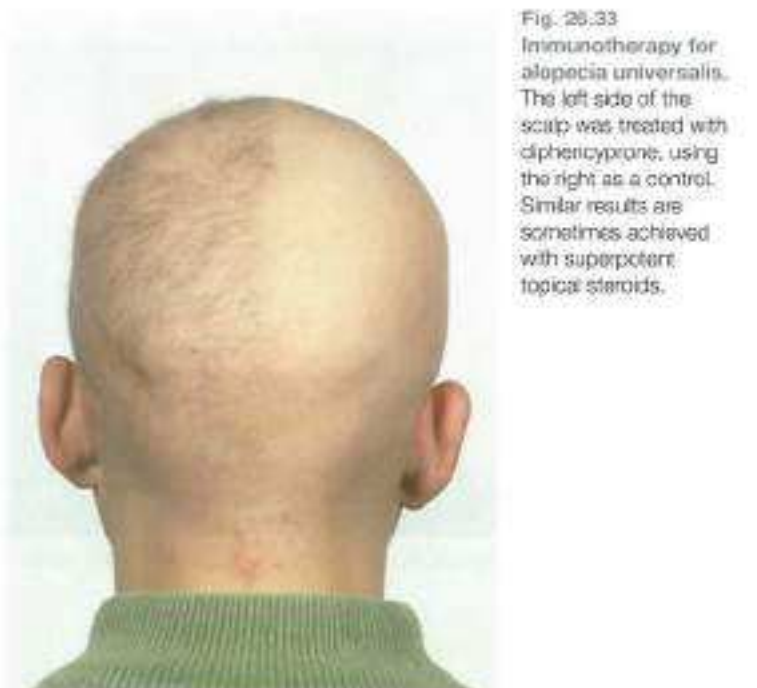 Fig. 26.33
Immunotherapy for
alopecia universalis.
The left side of the
scalp was treated with
diphencyprone, using
the right as a control.
Similar results are
sometimes achieved
with superpotent
topical steroids.